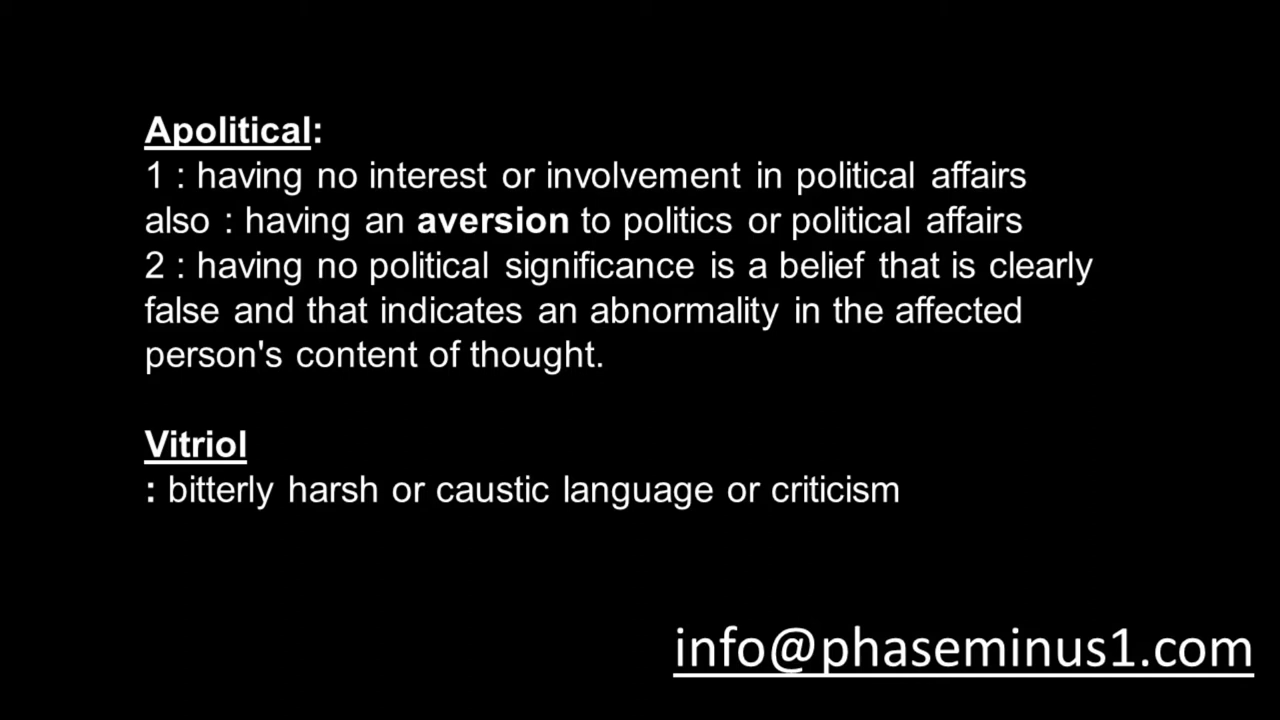 Apolitical:
1 : having no interest or involvement in political affairs
also : having an aversion to politics or political affairs
2 : having no political significance is a belief that is clearly
false and that indicates an abnormality in the affected
person's content of thought.
Vitriol
: bitterly harsh or caustic language or criticism
info@phaseminus1.com